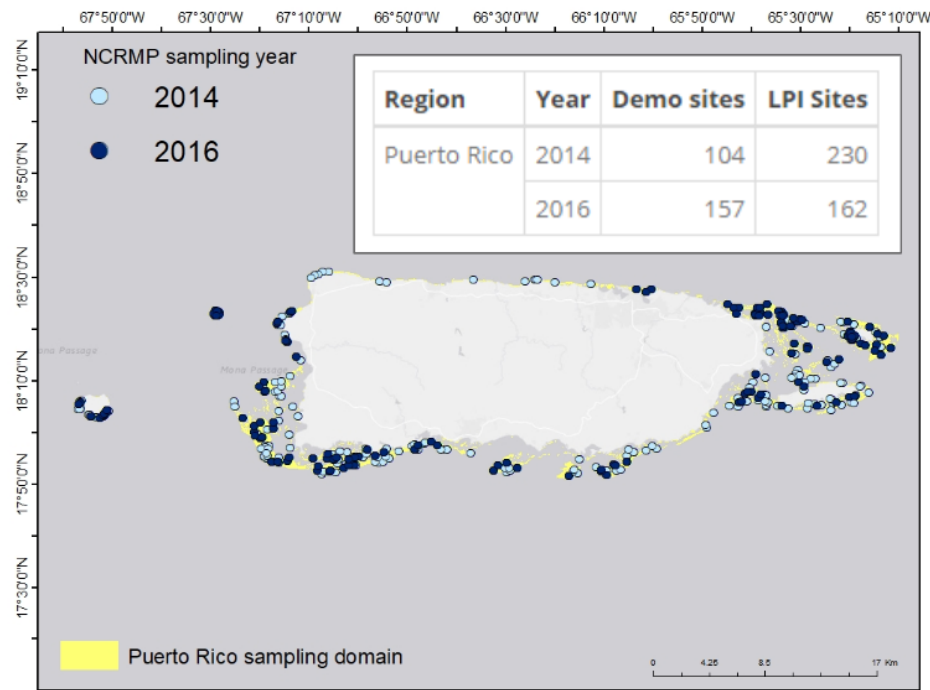 67°50'0"W 67°30'0"W 67°10'0"W 66°50'0"W 66°30'0"W 66°10'0"W 65°50'0"W 65°30'0"W 65°10'0"W
NCRMP sampling year
2014
2016
Region Year Demo sites LPI Sites
Puerto Rico 2014 104 230
2016 157 162
19°10'0"N
18°50'0"N
18°30'0"N
18°10'0"N
17°50'0"N
17°30'0"N
Mona Passage
Mona Passage
Puerto Rico sampling domain
0 4.25 8.5 17 Km